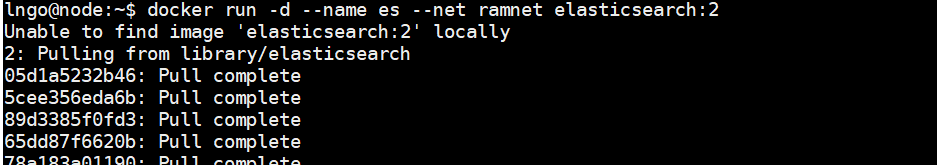 lngo@node:~$ docker run -d --name es --net ramnet elasticsearch:2
Unable to find image 'elasticsearch:2' locally
2: Pulling from library/elasticsearch
05d1a5232b46: Pull complete
5cee356eda6b: Pull complete
89d3385f0fd3: Pull complete
65dd87f6620b: Pull complete
78a183a01190: Pull complete